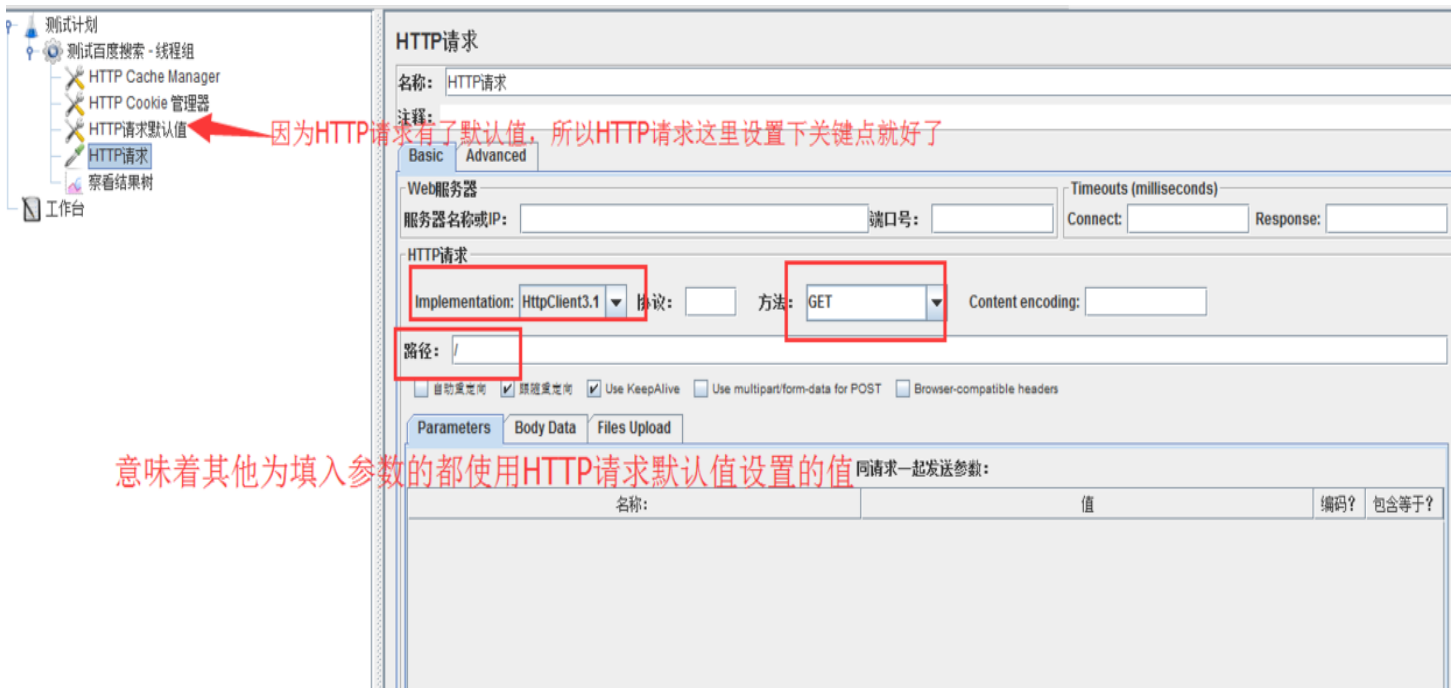 测试计划
测试百度搜索 - 线程组
HTTP Cache Manager
HTTP Cookie 管理器
HTTP请求默认值
HTTP请求
察看结果树
工作台
HTTP请求
名称： HTTP请求
注释：
因为HTTP请求有了默认值，所以HTTP请求这里设置下关键点就好了
Basic Advanced
Web服务器 Timeouts (milliseconds)
服务器名称或IP： 端口号： Connect: Response:
HTTP请求
Implementation: HttpClient3.1 协议： 方法： GET Content encoding:
路径： /
自动重定向 跟随重定向 Use KeepAlive Use multipart/form-data for POST Browser-compatible headers
Parameters Body Data Files Upload
意味着其他为填入参数的都使用HTTP请求默认值设置的值
同请求一起发送参数：
名称： 值 编码？ 包含等于？